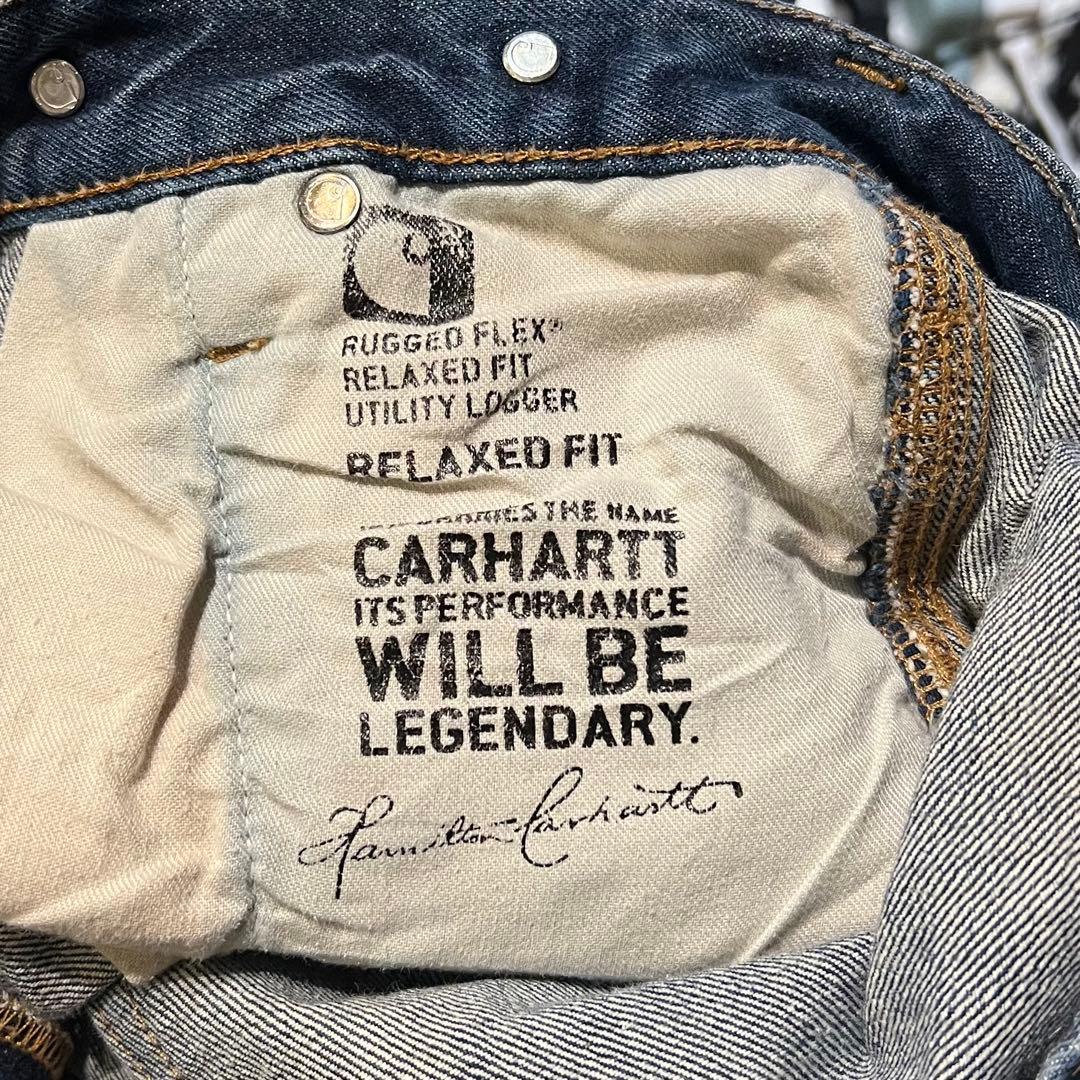 RUGGED FLEX®
RELAXED FIT
UTILITY LOGGER
RELAXED FIT
CARRIES THE NAME
CARHARTT
ITS PERFORMANCE
WILL BE
LEGENDARY.
Hamilton Carhartt